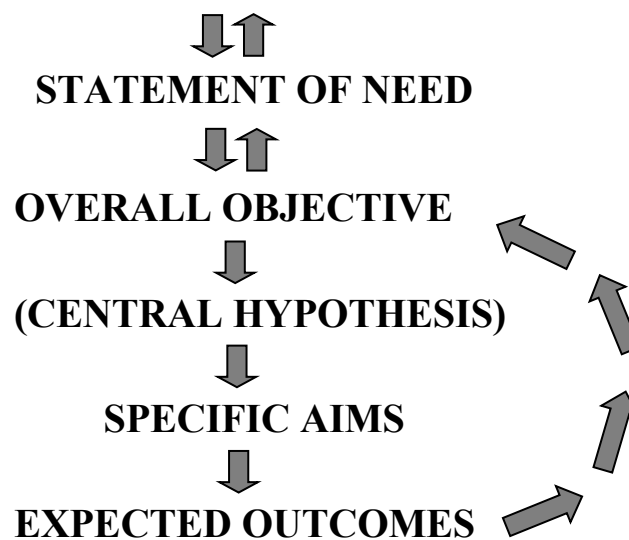 STATEMENT OF NEED
OVERALL OBJECTIVE
(CENTRAL HYPOTHESIS)
SPECIFIC AIMS
EXPECTED OUTCOMES